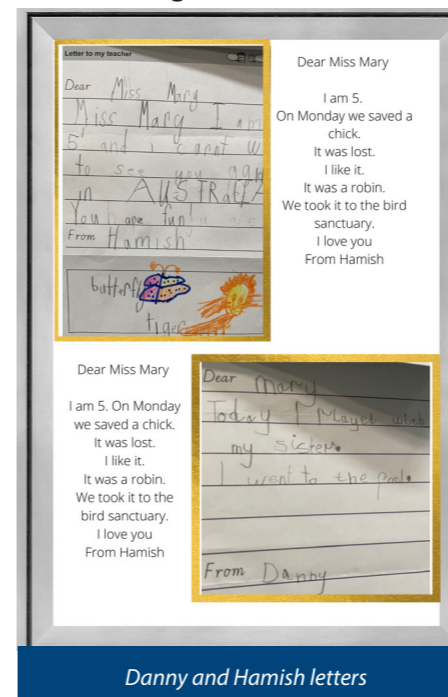 Letter to my teacher
Dear Miss Mary
Miss Mary I am
5 and i cannt w
to see you aga
in AUSTRalIA
You are fun!
From Hamish
butterfly
tiger
Dear Miss Mary
I am 5.
On Monday we saved a
chick.
It was lost.
I like it.
It was a robin.
We took it to the bird
sanctuary.
I love you
From Hamish
Dear Miss Mary
I am 5. On Monday
we saved a chick.
It was lost.
I like it.
It was a robin.
We took it to the
bird sanctuary.
I love you
From Hamish
Dear Mary
Today I Playet with
my sisters.
I went to the pool.
From Danny
Danny and Hamish letters